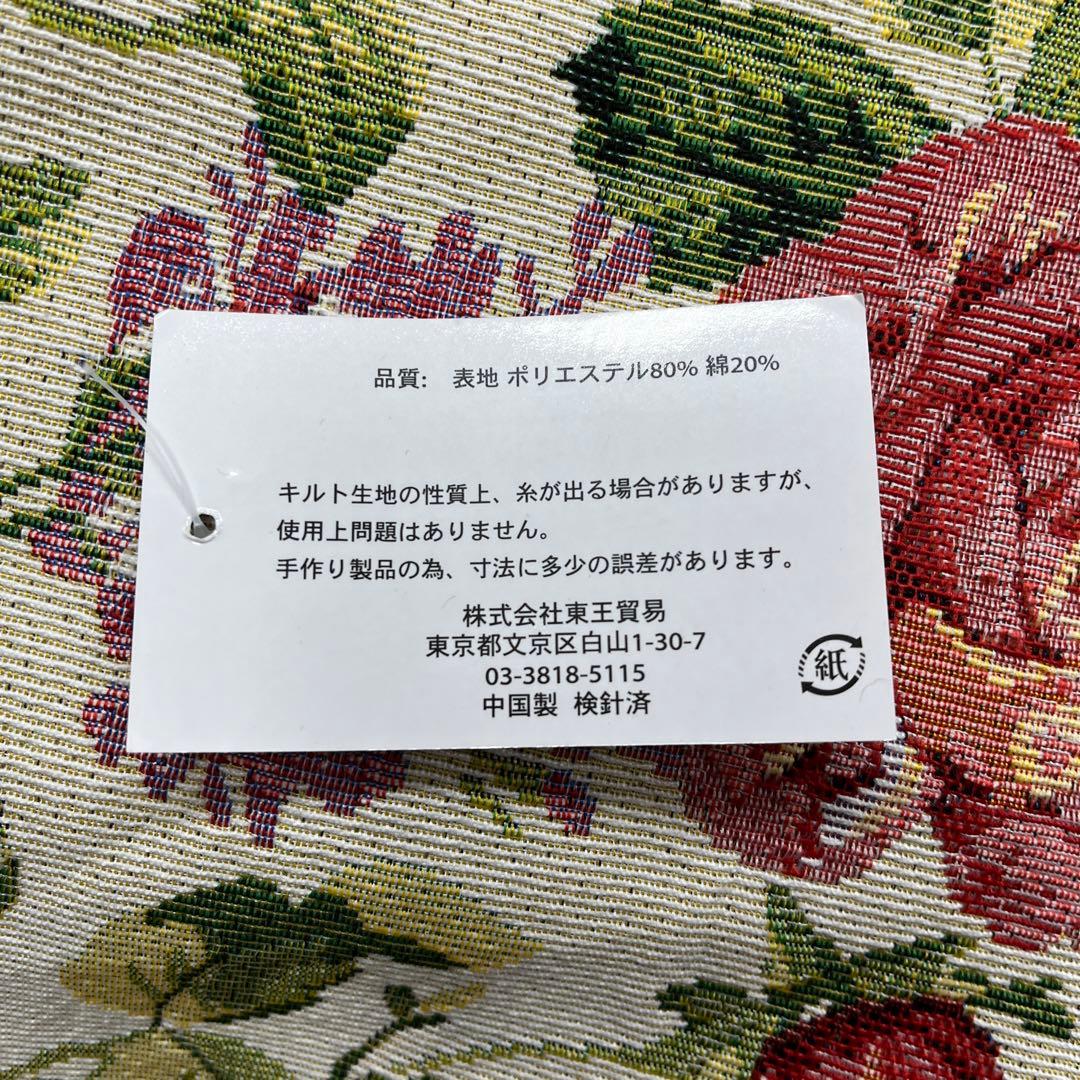 品質: 表地 ポリエステル80% 綿20%
キルト生地の性質上、糸が出る場合がありますが、
使用上問題はありません。
手作り製品の為、寸法に多少の誤差があります。
株式会社東王貿易
東京都文京区白山1-30-7
03-3818-5115
中国製 検針済
紙